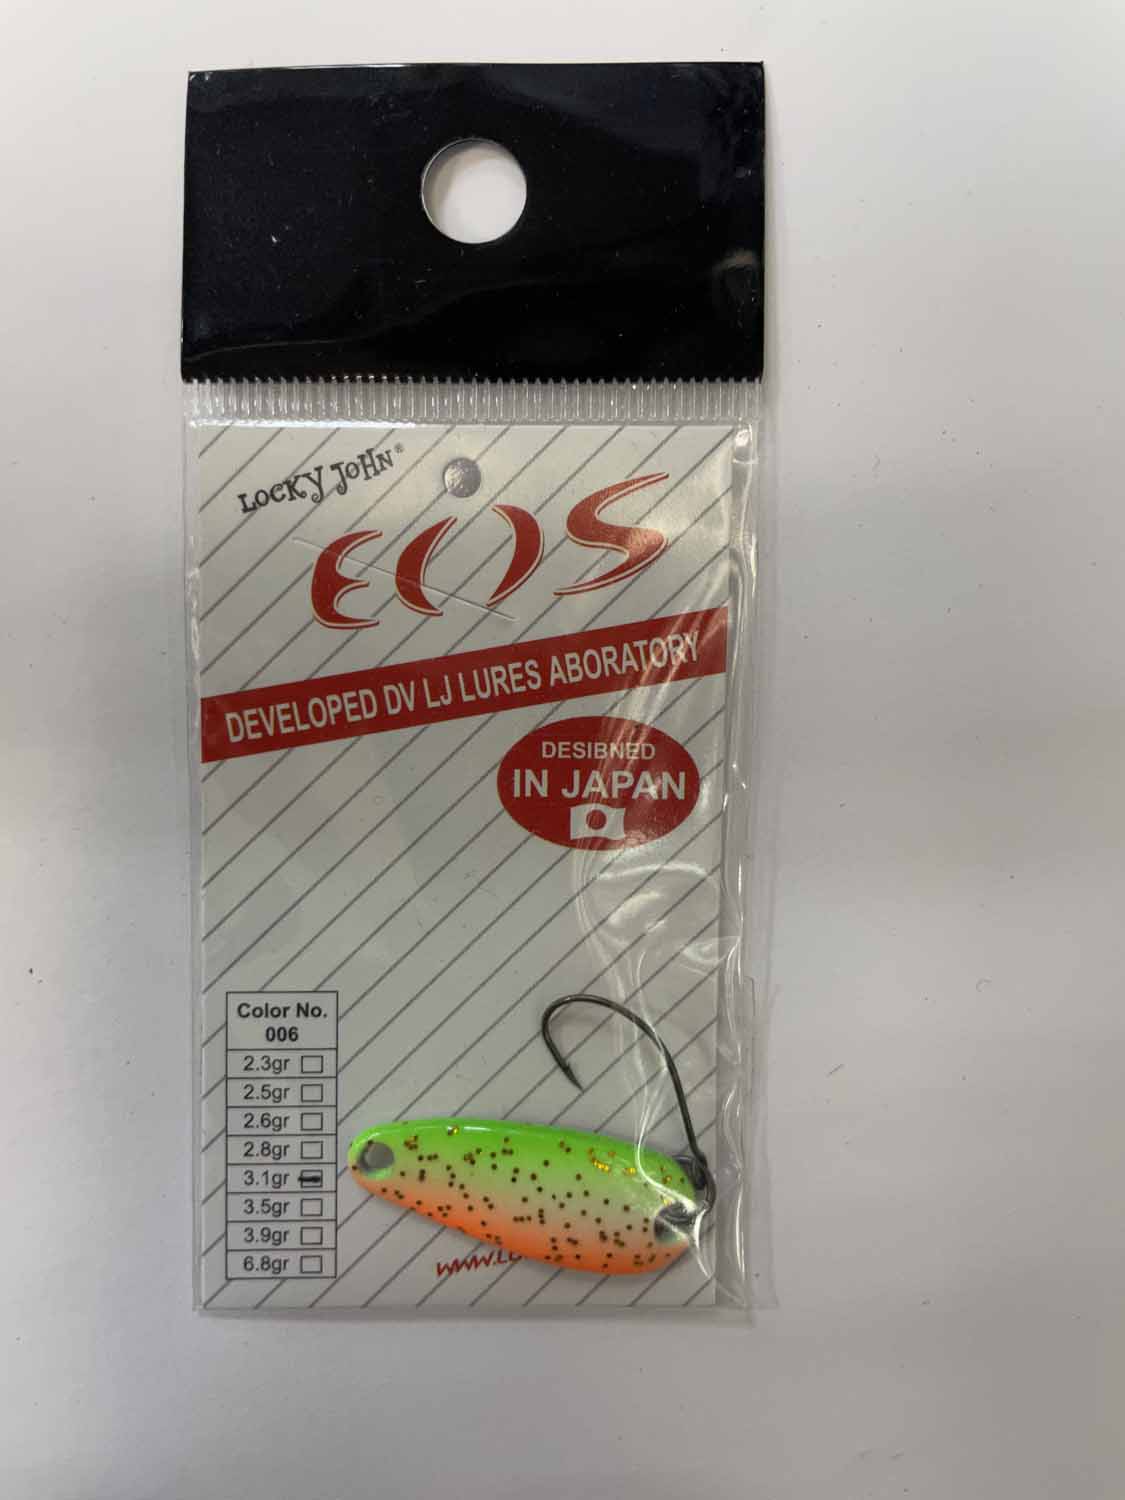 LOCKY JOHN®
EOS
DEVELOPED DV LJ LURES ABORATORY
DESIBNED
IN JAPAN
Color No.
006
2.3gr
2.5gr
2.6gr
2.8gr
3.1gr
3.5gr
3.9gr
6.8gr